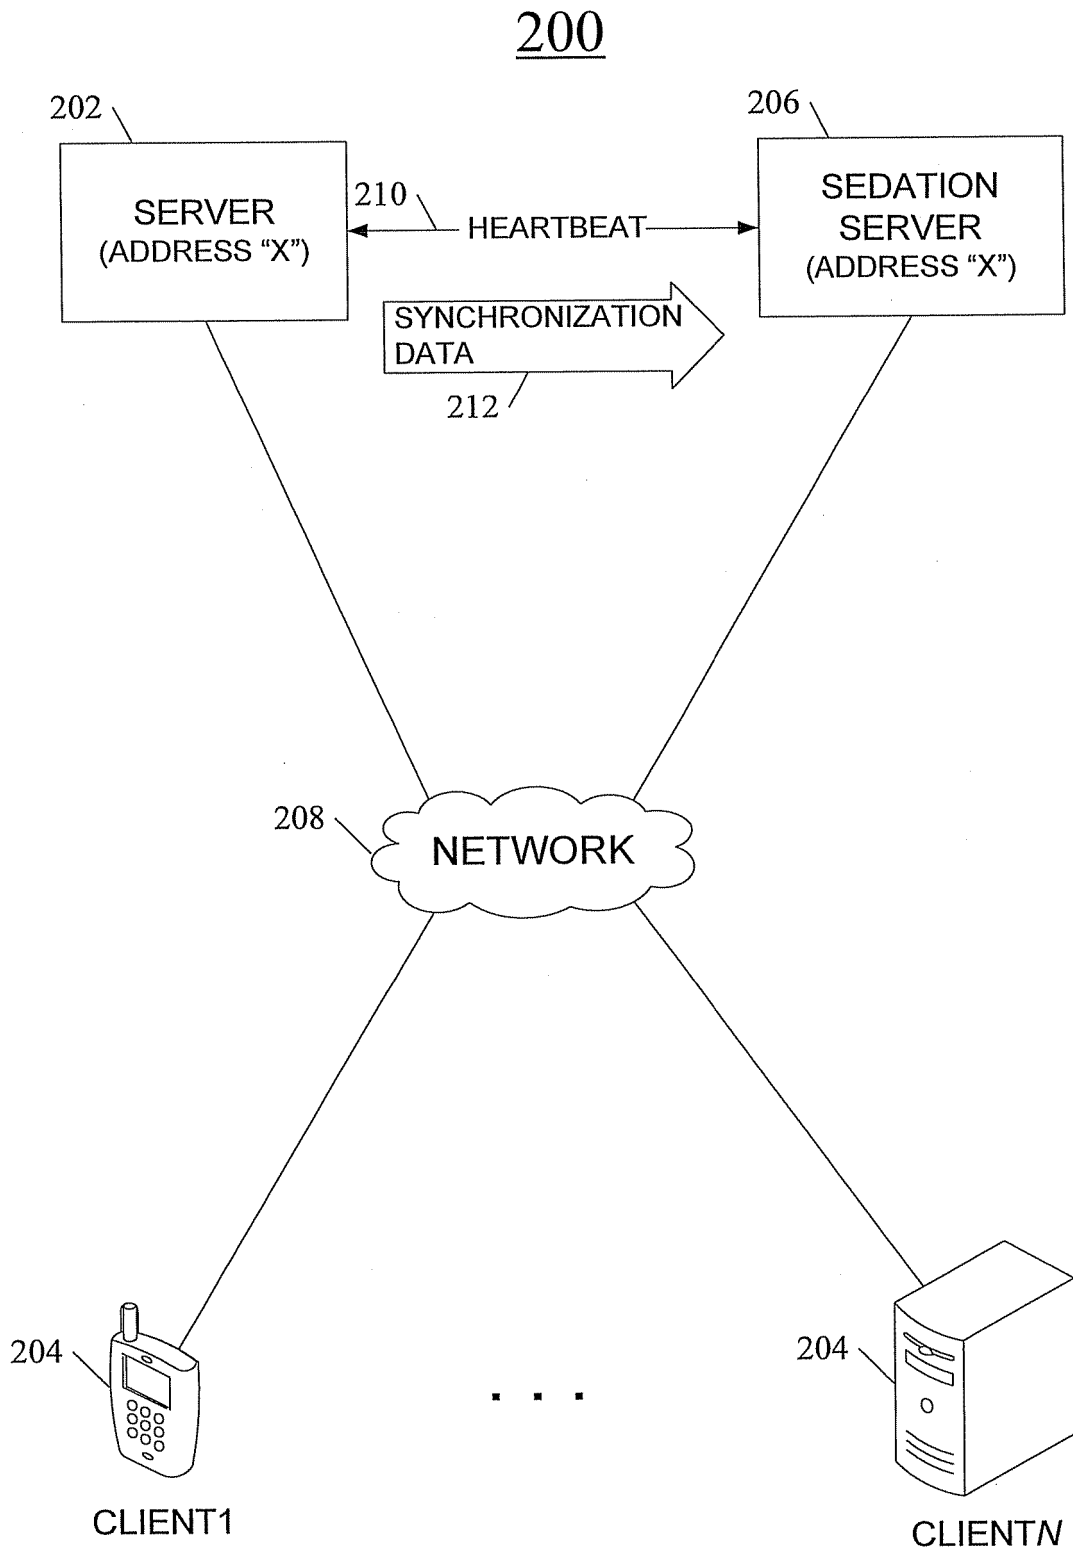 200
202
206
SERVER
(ADDRESS “X”)
210
HEARTBEAT
SEDATION
SERVER
(ADDRESS “X”)
SYNCHRONIZATION
DATA
212
208
NETWORK
204
204
. . .
CLIENT1
CLIENTN